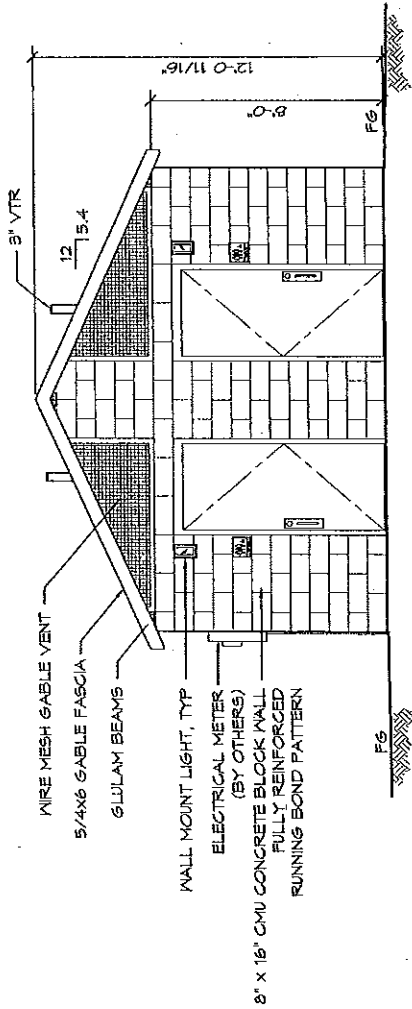 WIRE MESH GABLE VENT
5/4x6 GABLE FASCIA
GLULAM BEAMS
WALL MOUNT LIGHT, TYP
ELECTRICAL METER
(BY OTHERS)
8" x 16" CMU CONCRETE BLOCK WALL
FULLY REINFORCED
RUNNING BOND PATTERN
3" VTR
12
5.4
12'-0 11/16"
8'-0"
FG
FG